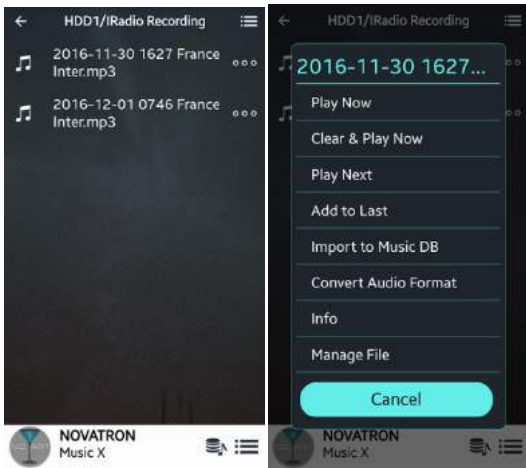 HDD1/IRadio Recording
2016-11-30 1627 France
Inter.mp3
2016-12-01 0746 France
Inter.mp3
NOVATRON
Music X
HDD1/IRadio Recording
2016-11-30 1627...
Play Now
Clear & Play Now
Play Next
Add to Last
Import to Music DB
Convert Audio Format
Info
Manage File
Cancel
NOVATRON
Music X